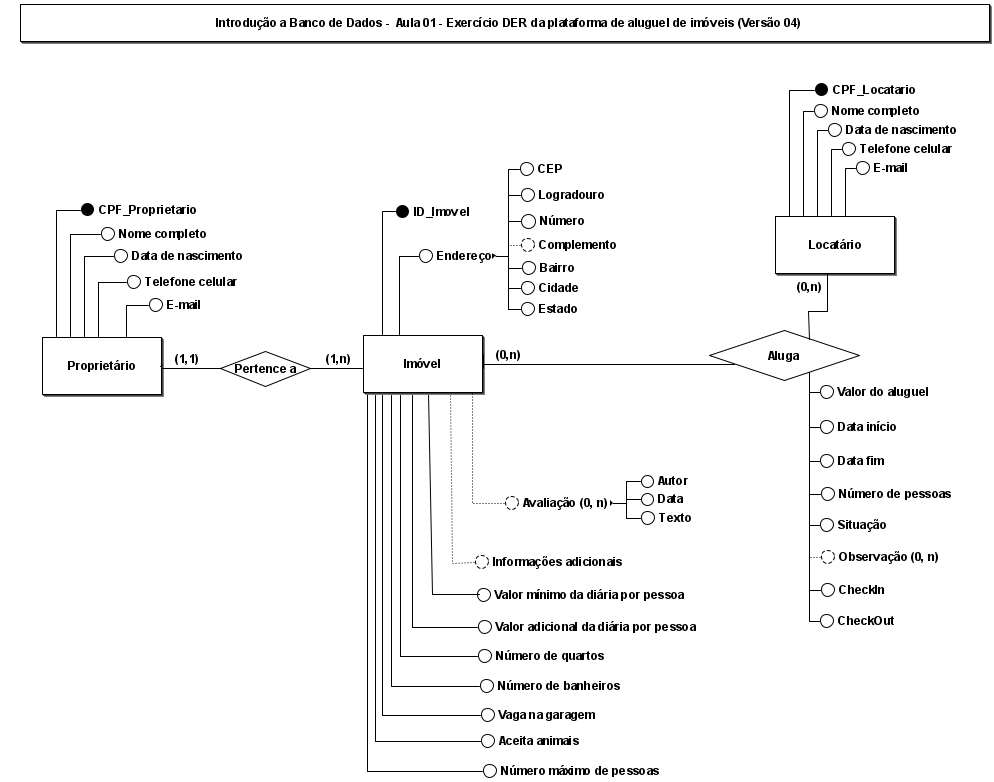 Introdução a Banco de Dados - Aula 01 - Exercício DER da plataforma de aluguel de imóveis (Versão 04)
CPF_Locatario
Nome completo
Data de nascimento
Telefone celular
E-mail
Locatário
(0,n)
CEP
Logradouro
Número
Complemento
Bairro
Cidade
Estado
ID_Imovel
Endereço
CPF_Proprietario
Nome completo
Data de nascimento
Telefone celular
E-mail
Proprietário
(1,1)
Pertence a
(1,n)
Imóvel
(0,n)
Aluga
Valor do aluguel
Data início
Data fim
Número de pessoas
Situação
Observação (0, n)
CheckIn
CheckOut
Avaliação (0, n)
Autor
Data
Texto
Informações adicionais
Valor mínimo da diária por pessoa
Valor adicional da diária por pessoa
Número de quartos
Número de banheiros
Vaga na garagem
Aceita animais
Número máximo de pessoas